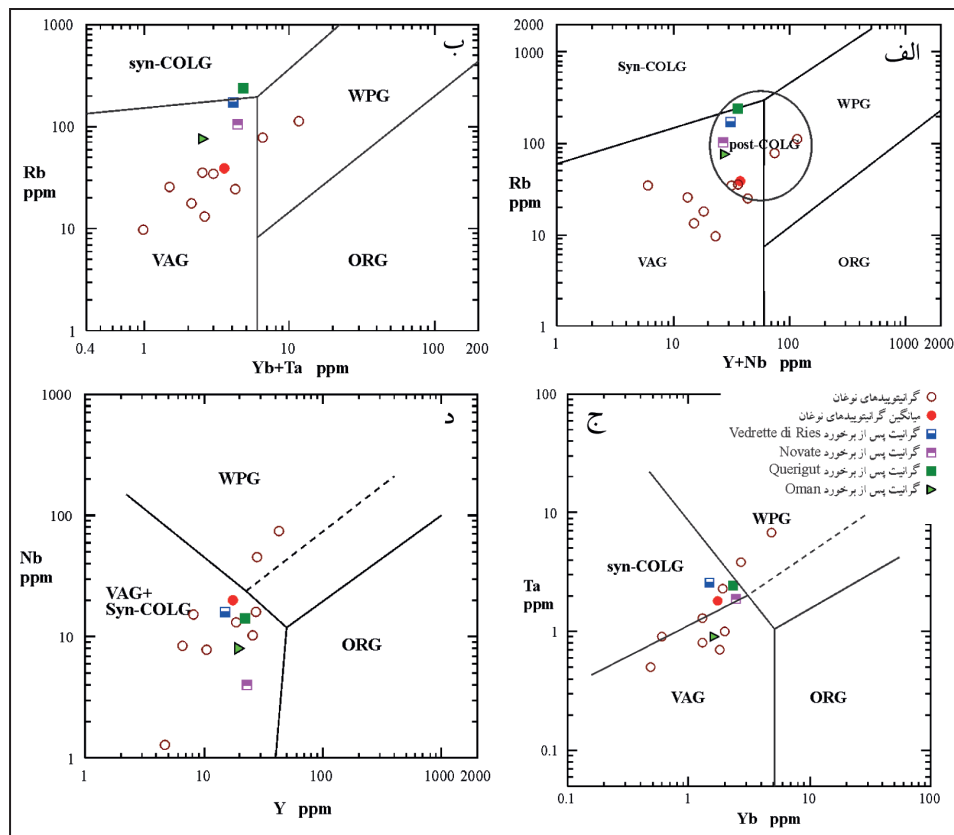 ب
1000
100
10
1
Rb
ppm
syn-COLG
WPG
VAG
ORG
0.4
1
10
100
200
Yb+Ta ppm
الف
2000
1000
100
10
1
Rb
ppm
Syn-COLG
WPG
post-COLG
VAG
ORG
1
10
100
1000
2000
Y+Nb ppm
د
1000
100
10
1
Nb
ppm
WPG
VAG+
Syn-COLG
ORG
1
10
100
1000
2000
Y ppm
ج
100
10
1
0.1
Ta
ppm
گرانیتوییدهای نوغان
میانگین گرانیتوییدهای نوغان
گرانیت پس از برخورد Vedrette di Ries
گرانیت پس از برخورد Novate
گرانیت پس از برخورد Querigut
گرانیت پس از برخورد Oman
WPG
syn-COLG
VAG
ORG
0.1
1
10
100
Yb ppm